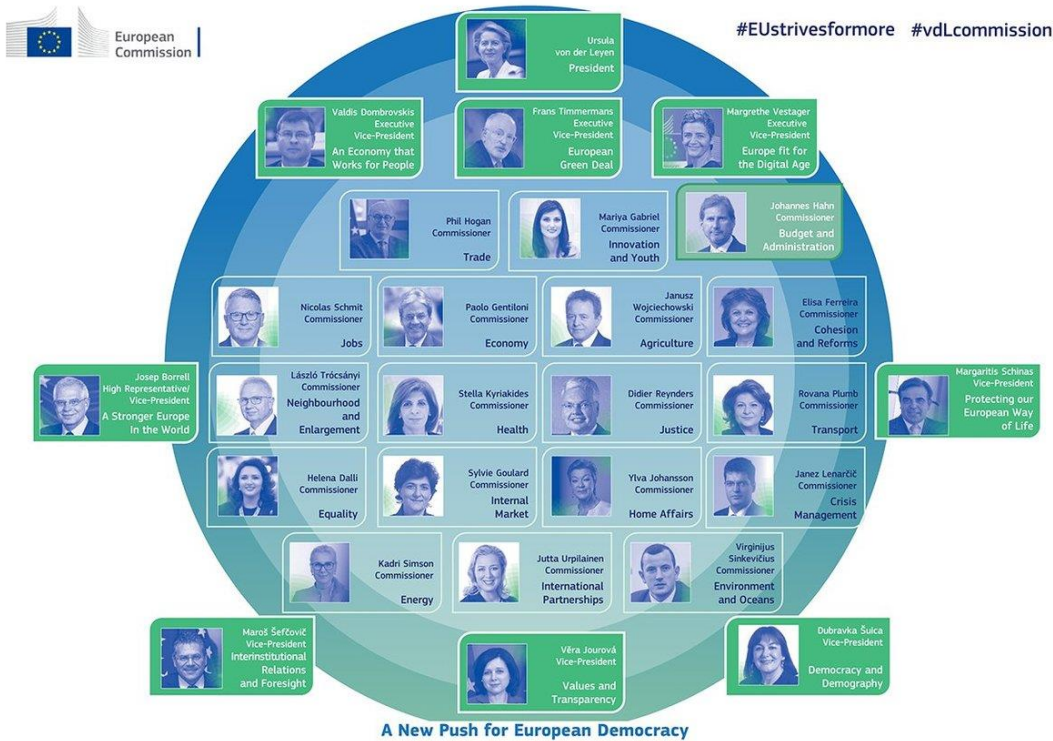 European
Commission
#EUstrivesformore #vdLcommission
Ursula
von der Leyen
President
Valdis Dombrovskis
Executive
Vice-President
An Economy that
Works for People
Frans Timmermans
Executive
Vice-President
European
Green Deal
Margrethe Vestager
Executive
Vice-President
Europe fit for
the Digital Age
Phil Hogan
Commissioner
Trade
Mariya Gabriel
Commissioner
Innovation
and Youth
Johannes Hahn
Commissioner
Budget and
Administration
Nicolas Schmit
Commissioner
Jobs
Paolo Gentiloni
Commissioner
Economy
Janusz
Wojciechowski
Commissioner
Agriculture
Elisa Ferreira
Commissioner
Cohesion
and Reforms
Josep Borrell
High Representative/
Vice-President
A Stronger Europe
In the World
László Trócsányi
Commissioner
Neighbourhood
and
Enlargement
Stella Kyriakides
Commissioner
Health
Didier Reynders
Commissioner
Justice
Rovana Plumb
Commissioner
Transport
Margaritis Schinas
Vice-President
Protecting our
European Way
of Life
Helena Dalli
Commissioner
Equality
Sylvie Goulard
Commissioner
Internal
Market
Ylva Johansson
Commissioner
Home Affairs
Janez Lenarčič
Commissioner
Crisis
Management
Kadri Simson
Commissioner
Energy
Jutta Urpilainen
Commissioner
International
Partnerships
Virginijus
Sinkevičius
Commissioner
Environment
and Oceans
Maroš Šefčovič
Vice-President
Interinstitutional
Relations
and Foresight
Věra Jourová
Vice-President
Values and
Transparency
Dubravka Šuica
Vice-President
Democracy and
Demography
A New Push for European Democracy